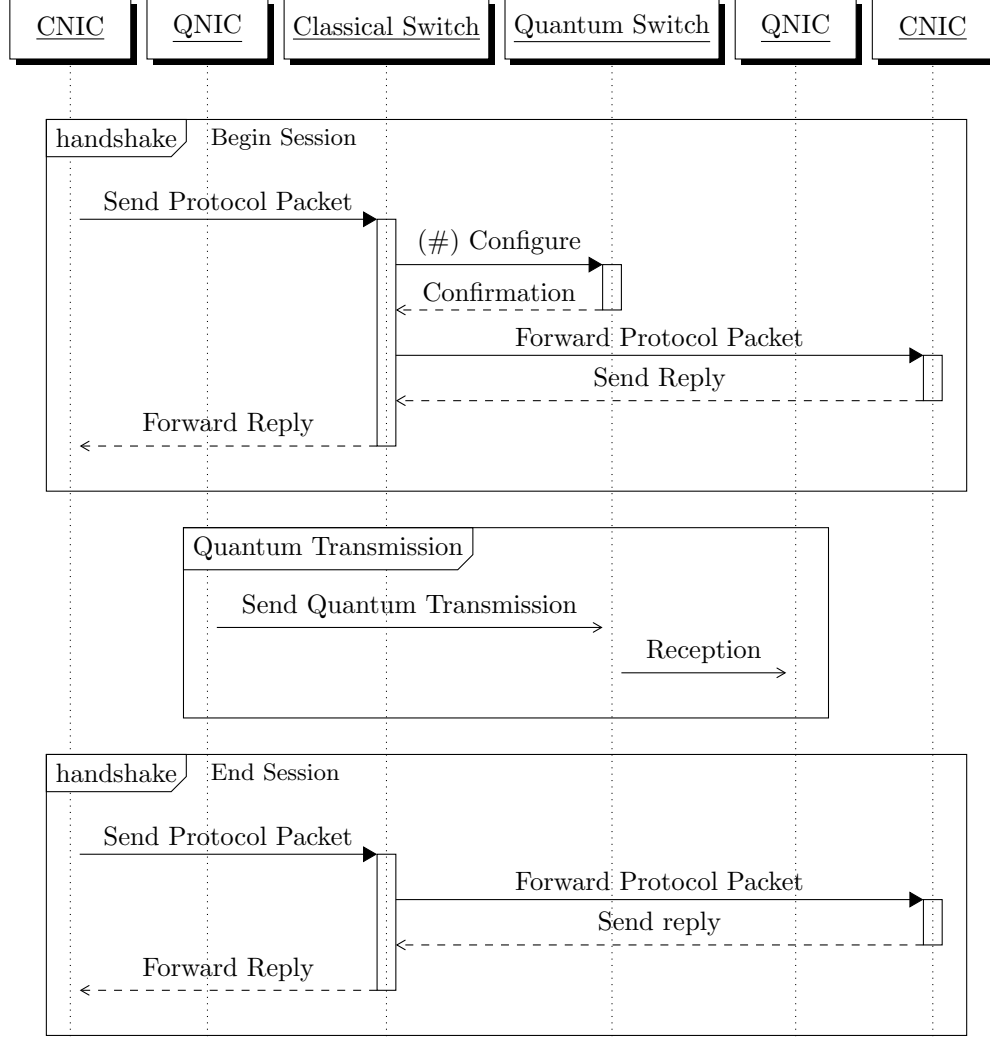 CNIC QNIC Classical Switch Quantum Switch QNIC CNIC
handshake Begin Session
Send Protocol Packet
(#) Configure
Confirmation
Forward Protocol Packet
Send Reply
Forward Reply
Quantum Transmission
Send Quantum Transmission
Reception
handshake End Session
Send Protocol Packet
Forward Protocol Packet
Send reply
Forward Reply